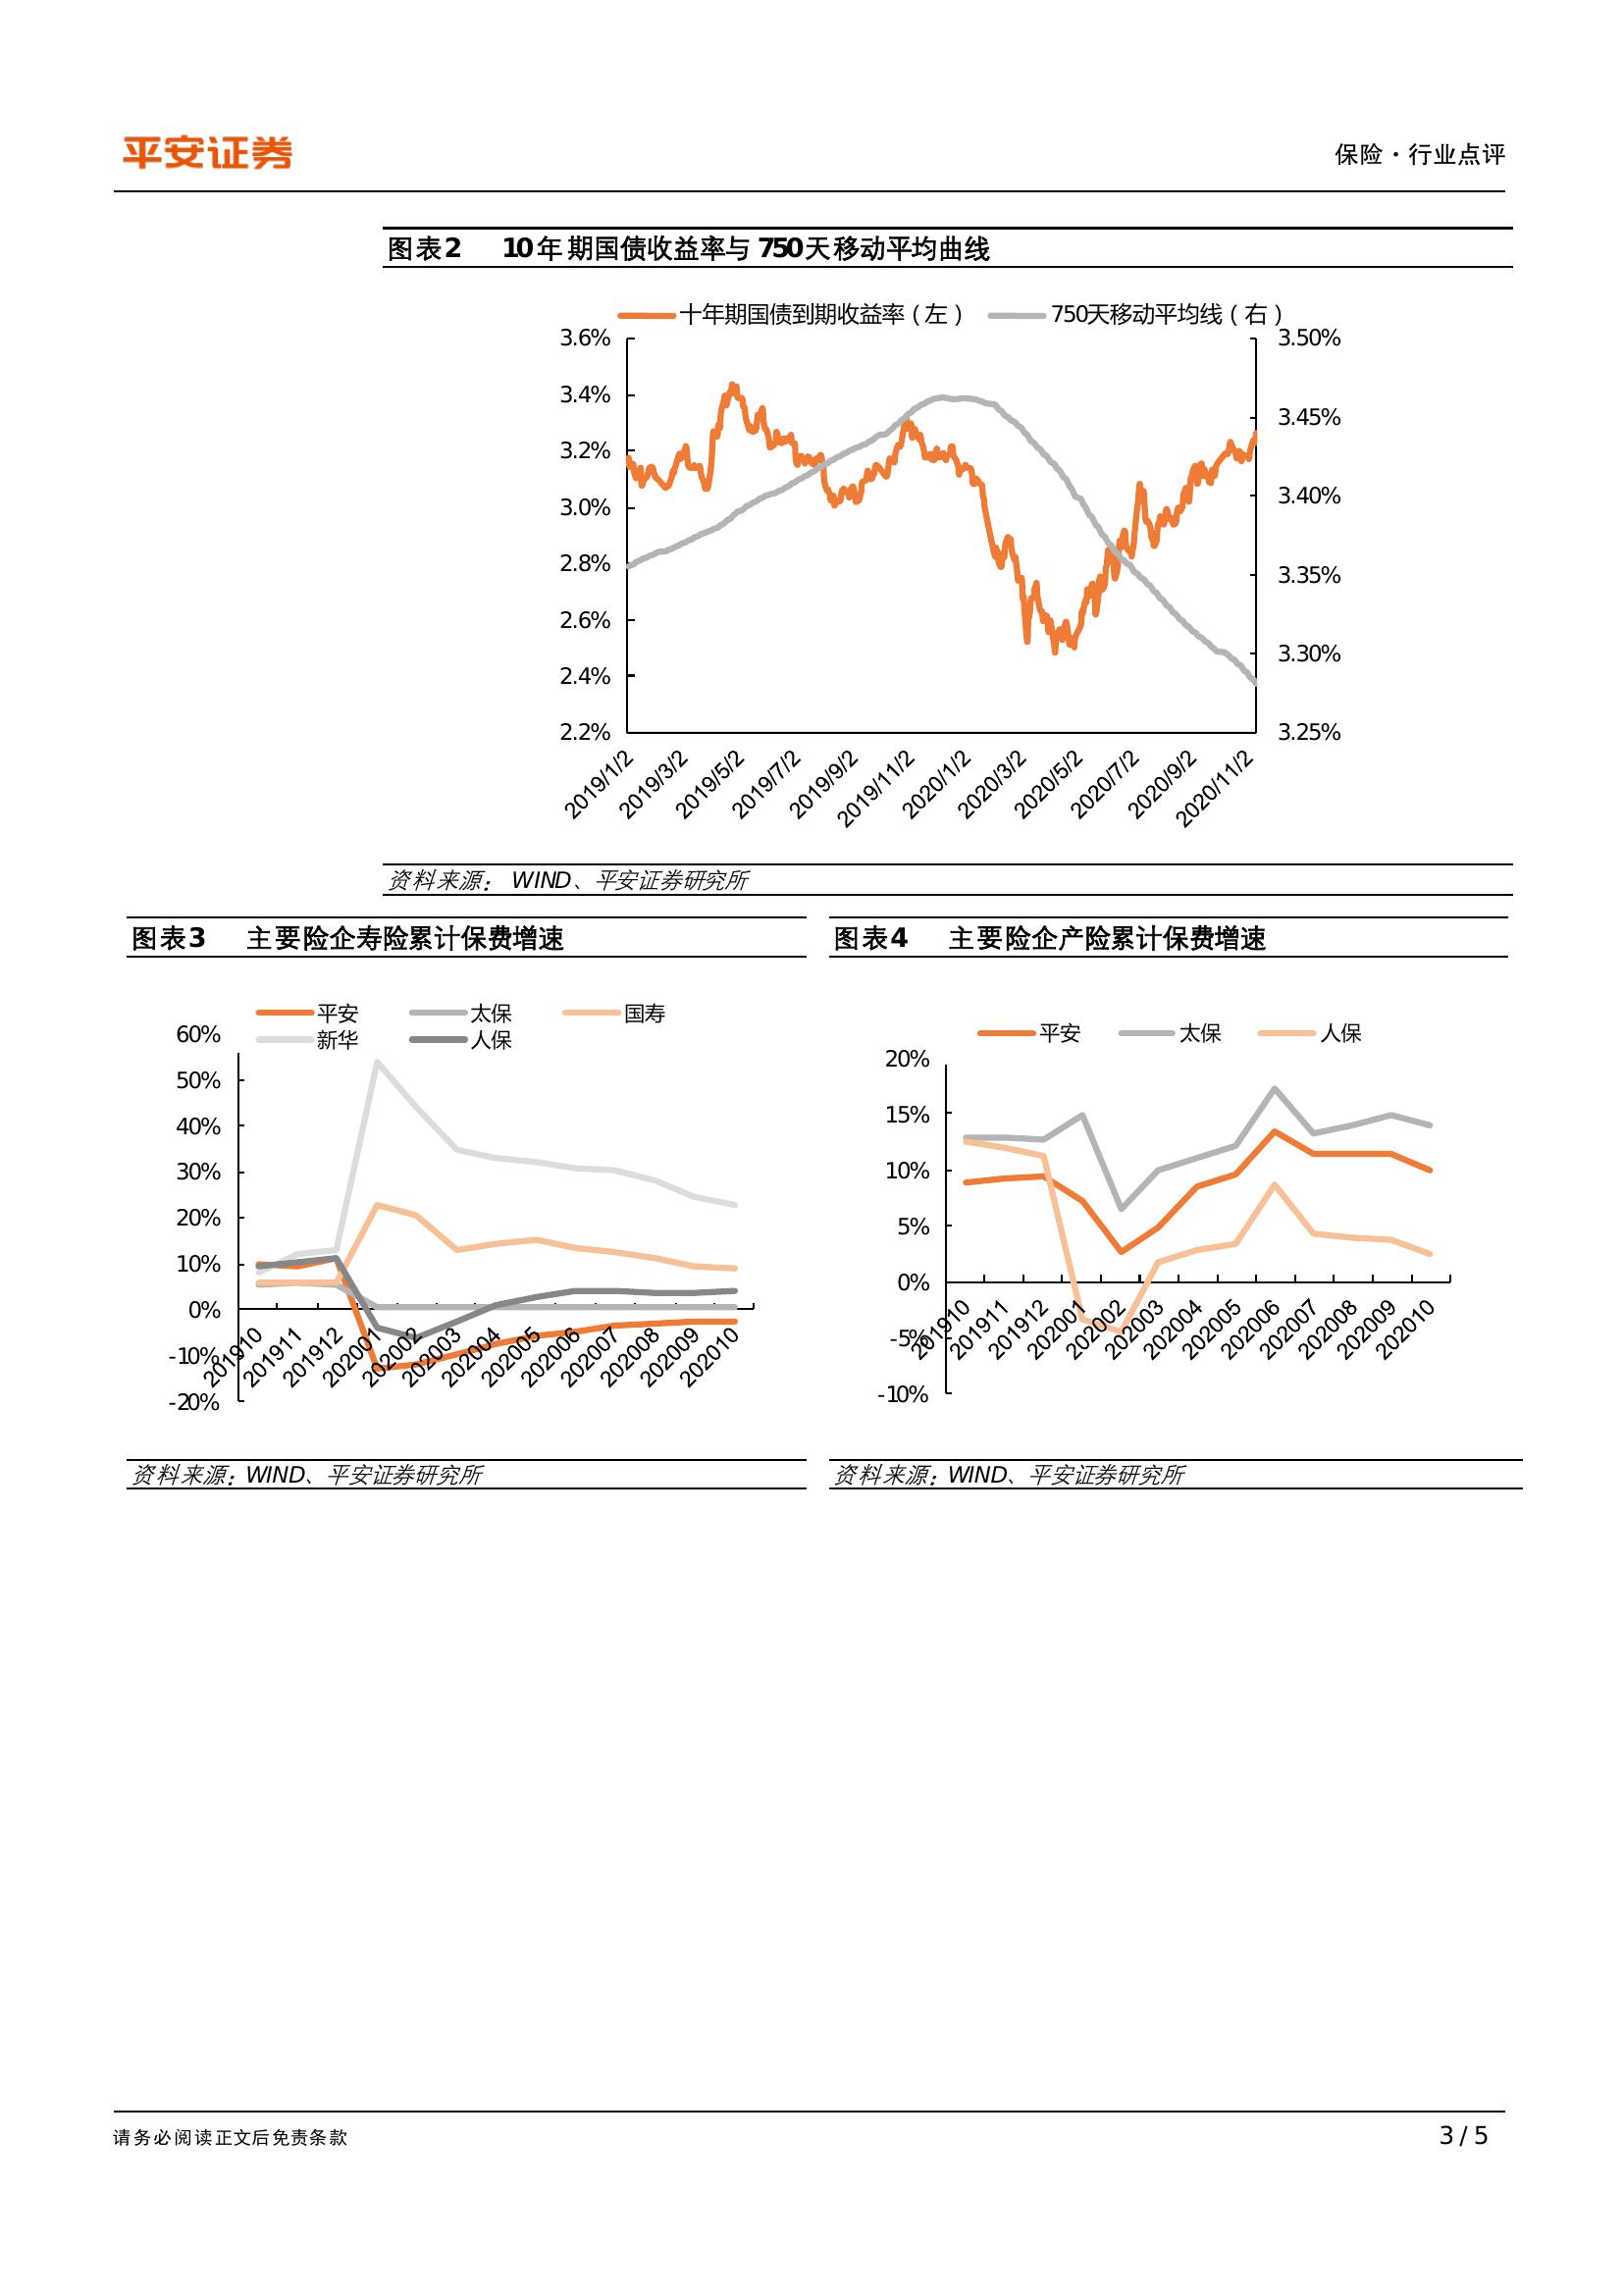 平安证券
保险·行业点评
图表2 10年期国债收益率与750天移动平均曲线
十年期国债到期收益率（左） 750天移动平均线（右）
3.6%
3.4%
3.2%
3.0%
2.8%
2.6%
2.4%
2.2%
3.50%
3.45%
3.40%
3.35%
3.30%
3.25%
2019/1/2 2019/3/2 2019/5/2 2019/7/2 2019/9/2 2019/11/2 2020/1/2 2020/3/2 2020/5/2 2020/7/2 2020/9/2 2020/11/2
资料来源：WIND、平安证券研究所
图表3 主要险企寿险累计保费增速
平安 太保 国寿
新华 人保
60%
50%
40%
30%
20%
10%
0%
-10%
-20%
201910 201911 201912 202001 202002 202003 202004 202005 202006 202007 202008 202009 202010
资料来源：WIND、平安证券研究所
图表4 主要险企产险累计保费增速
平安 太保 人保
20%
15%
10%
5%
0%
-5%
-10%
201910 201911 201912 202001 202002 202003 202004 202005 202006 202007 202008 202009 202010
资料来源：WIND、平安证券研究所
请务必阅读正文后免责条款
3 / 5